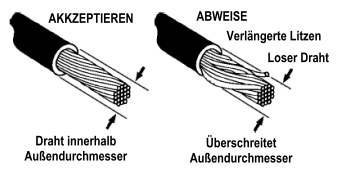 AKKZEPTIEREN
Draht innerhalb
Außendurchmesser
ABWEISE
Verlängerte Litzen
Loser Draht
Überschreitet
Außendurchmesser